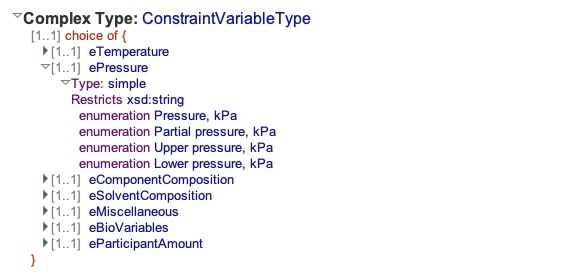 Complex Type: ConstraintVariableType
[1..1] choice of {
[1..1] eTemperature
[1..1] ePressure
Type: simple
Restricts xsd:string
enumeration Pressure, kPa
enumeration Partial pressure, kPa
enumeration Upper pressure, kPa
enumeration Lower pressure, kPa
[1..1] eComponentComposition
[1..1] eSolventComposition
[1..1] eMiscellaneous
[1..1] eBioVariables
[1..1] eParticipantAmount
}